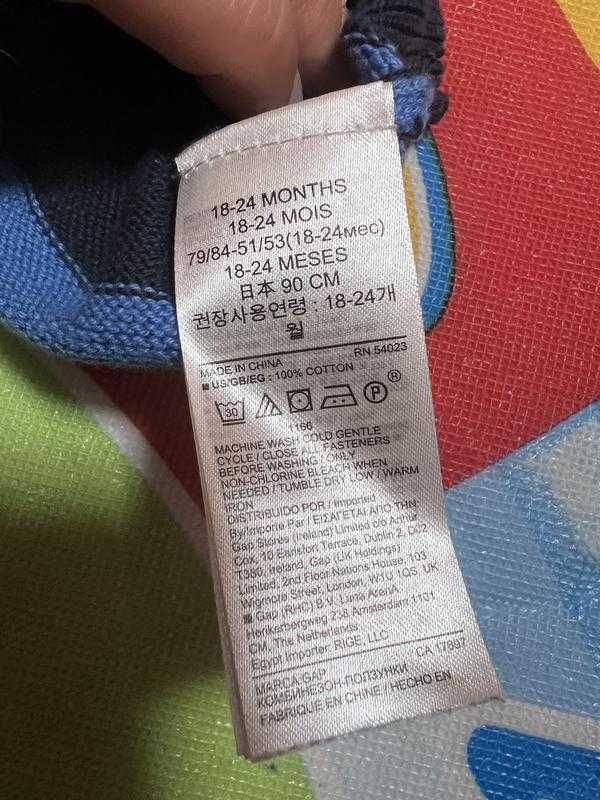 18-24 MONTHS
18-24 MOIS
79/84-51/53(18-24мес)
18-24 MESES
日本 90 CM
권장사용연령 : 18-24개
월
MADE IN CHINA RN 54023
■ US/GB/EG : 100% COTTON
30 P ®
1166
MACHINE WASH COLD GENTLE
CYCLE / CLOSE ALL FASTENERS
BEFORE WASHING / ONLY
NON-CHLORINE BLEACH WHEN
NEEDED / TUMBLE DRY LOW / WARM
IRON
DISTRIBUIDO POR / Imported
By/Importé Par / ΕΙΣΑΓΕΤΑΙ ΑΠΟ ΤΗΝ:
Gap Stores (Ireland) Limited c/o Arthur
Cox, 10 Earlsfort Terrace, Dublin 2, D02
T380, Ireland, Gap (UK Holdings)
Limited, 2nd Floor Nations House, 103
Wigmore Street, London, W1U 1QS, UK
■ Gap (RHC) B.V. Luna ArenA
Herikerbergweg 238 Amsterdam 1101
CM, The Netherlands
Egypt Importer: RIGE, LLC
CA 17897
MARCA-GAP
КОМБИНЕЗОН-ПОЛЗУНКИ
FABRIQUÉ EN CHINE / HECHO EN